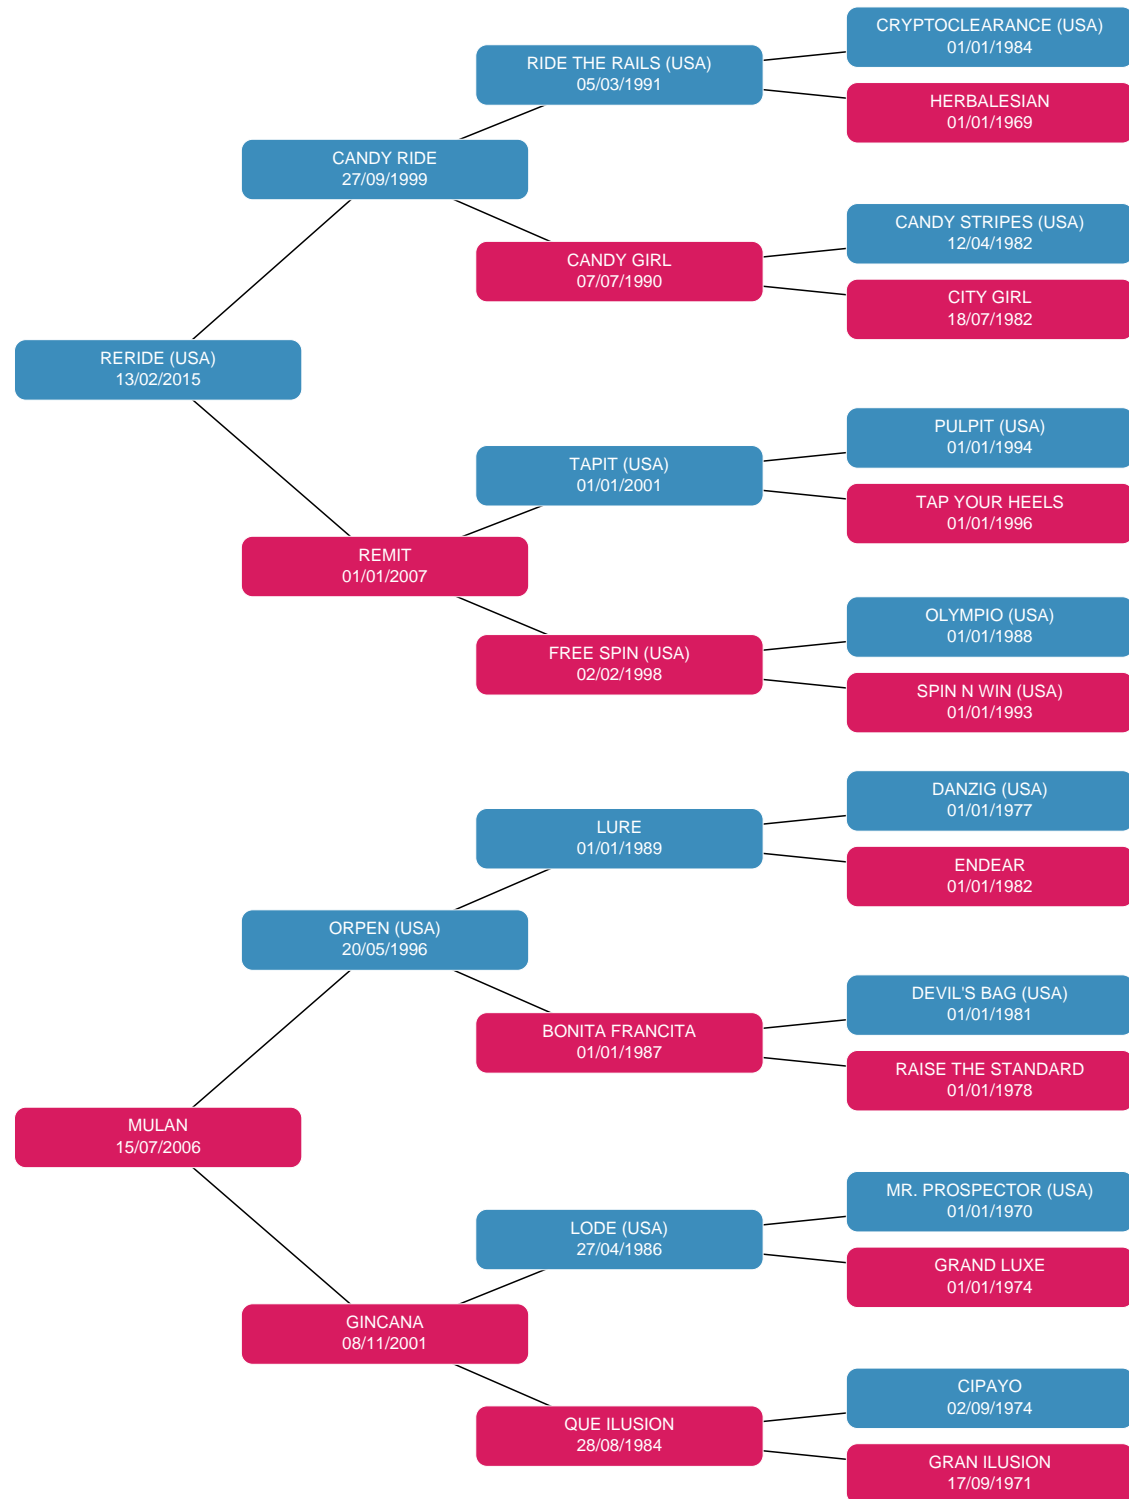 CRYPTOCLEARANCE (USA)
01/01/1984
RIDE THE RAILS (USA)
05/03/1991
HERBALESIAN
01/01/1969
CANDY RIDE
27/09/1999
CANDY STRIPES (USA)
12/04/1982
CANDY GIRL
07/07/1990
CITY GIRL
18/07/1982
RERIDE (USA)
13/02/2015
PULPIT (USA)
01/01/1994
TAPIT (USA)
01/01/2001
TAP YOUR HEELS
01/01/1996
REMIT
01/01/2007
OLYMPIO (USA)
01/01/1988
FREE SPIN (USA)
02/02/1998
SPIN N WIN (USA)
01/01/1993
DANZIG (USA)
01/01/1977
LURE
01/01/1989
ENDEAR
01/01/1982
ORPEN (USA)
20/05/1996
DEVIL'S BAG (USA)
01/01/1981
BONITA FRANCITA
01/01/1987
RAISE THE STANDARD
01/01/1978
MULAN
15/07/2006
MR. PROSPECTOR (USA)
01/01/1970
LODE (USA)
27/04/1986
GRAND LUXE
01/01/1974
GINCANA
08/11/2001
CIPAYO
02/09/1974
QUE ILUSION
28/08/1984
GRAN ILUSION
17/09/1971